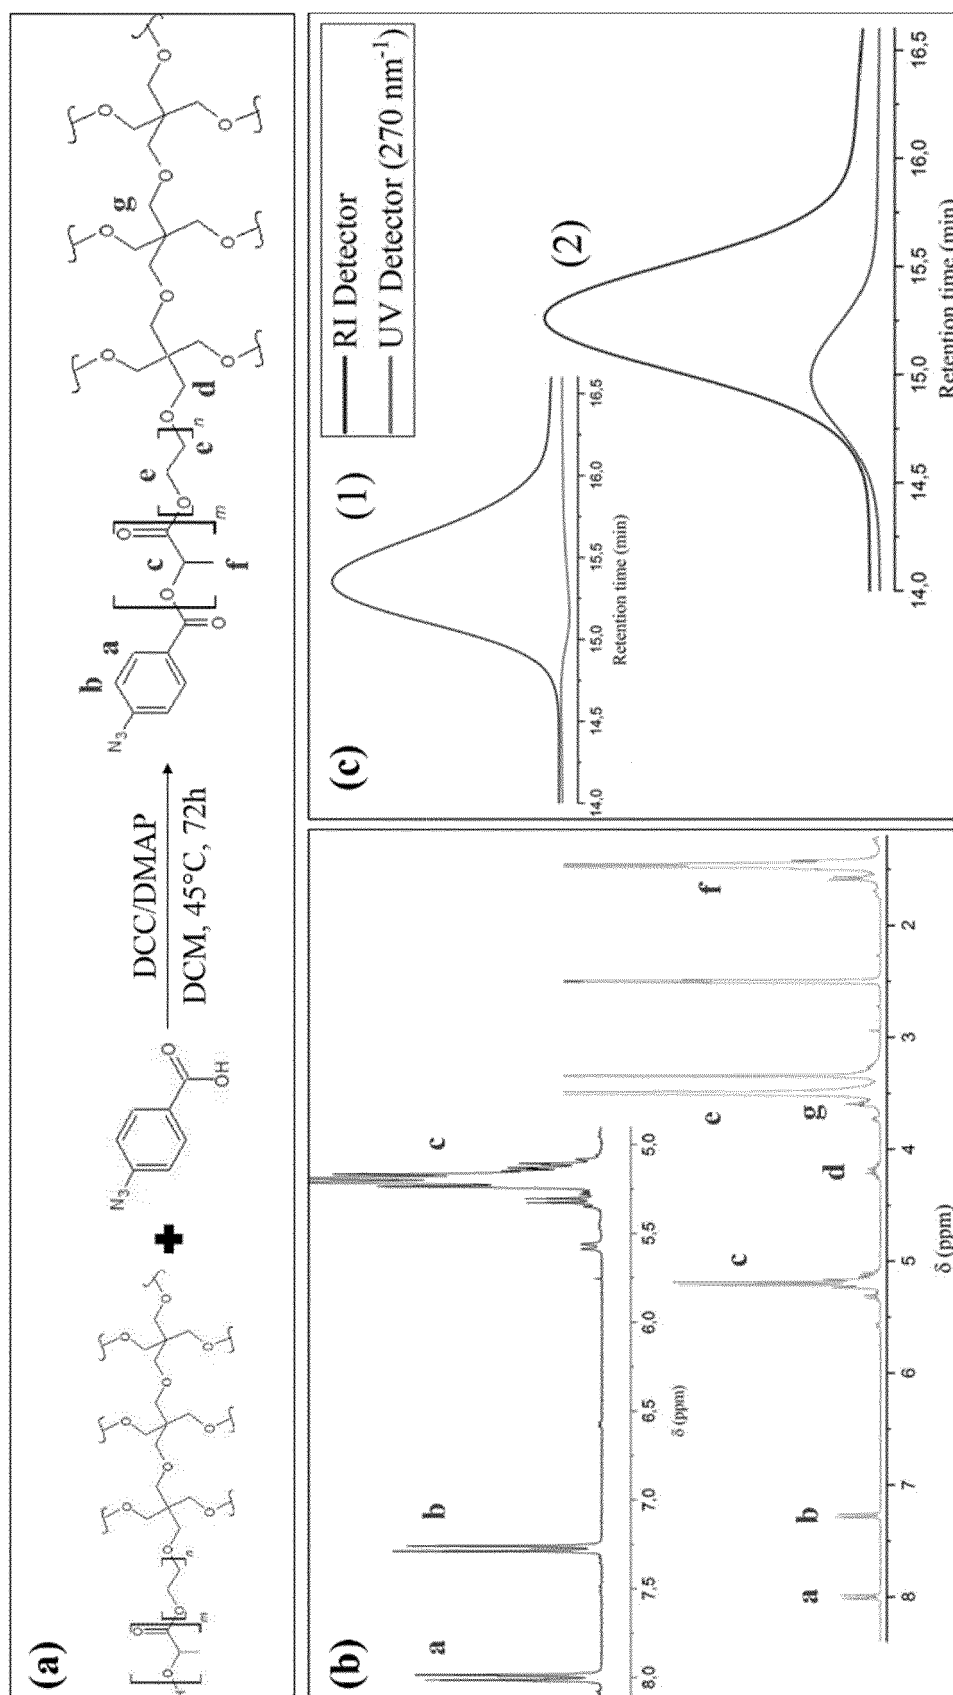 (a)
H
O
O
m
O
n
O
O
O
O
O
O
O
O
O
O
+
N₃
O
OH
DCC/DMAP
DCM, 45°C, 72h
N₃
b
a
O
O
c
f
O
m
O
e
e
n
O
d
O
O
O
O
O
g
O
O
O
O
(b)
a
b
c
8,0
7,5
7,0
6,5
6,0
5,5
5,0
δ (ppm)
a
b
c
d
g
e
f
8
7
6
5
4
3
2
δ (ppm)
(c)
(1)
RI Detector
UV Detector (270 nm⁻¹)
14,0
14,5
15,0
15,5
16,0
16,5
Retention time (min)
(2)
14,0
14,5
15,0
15,5
16,0
16,5
Retention time (min)